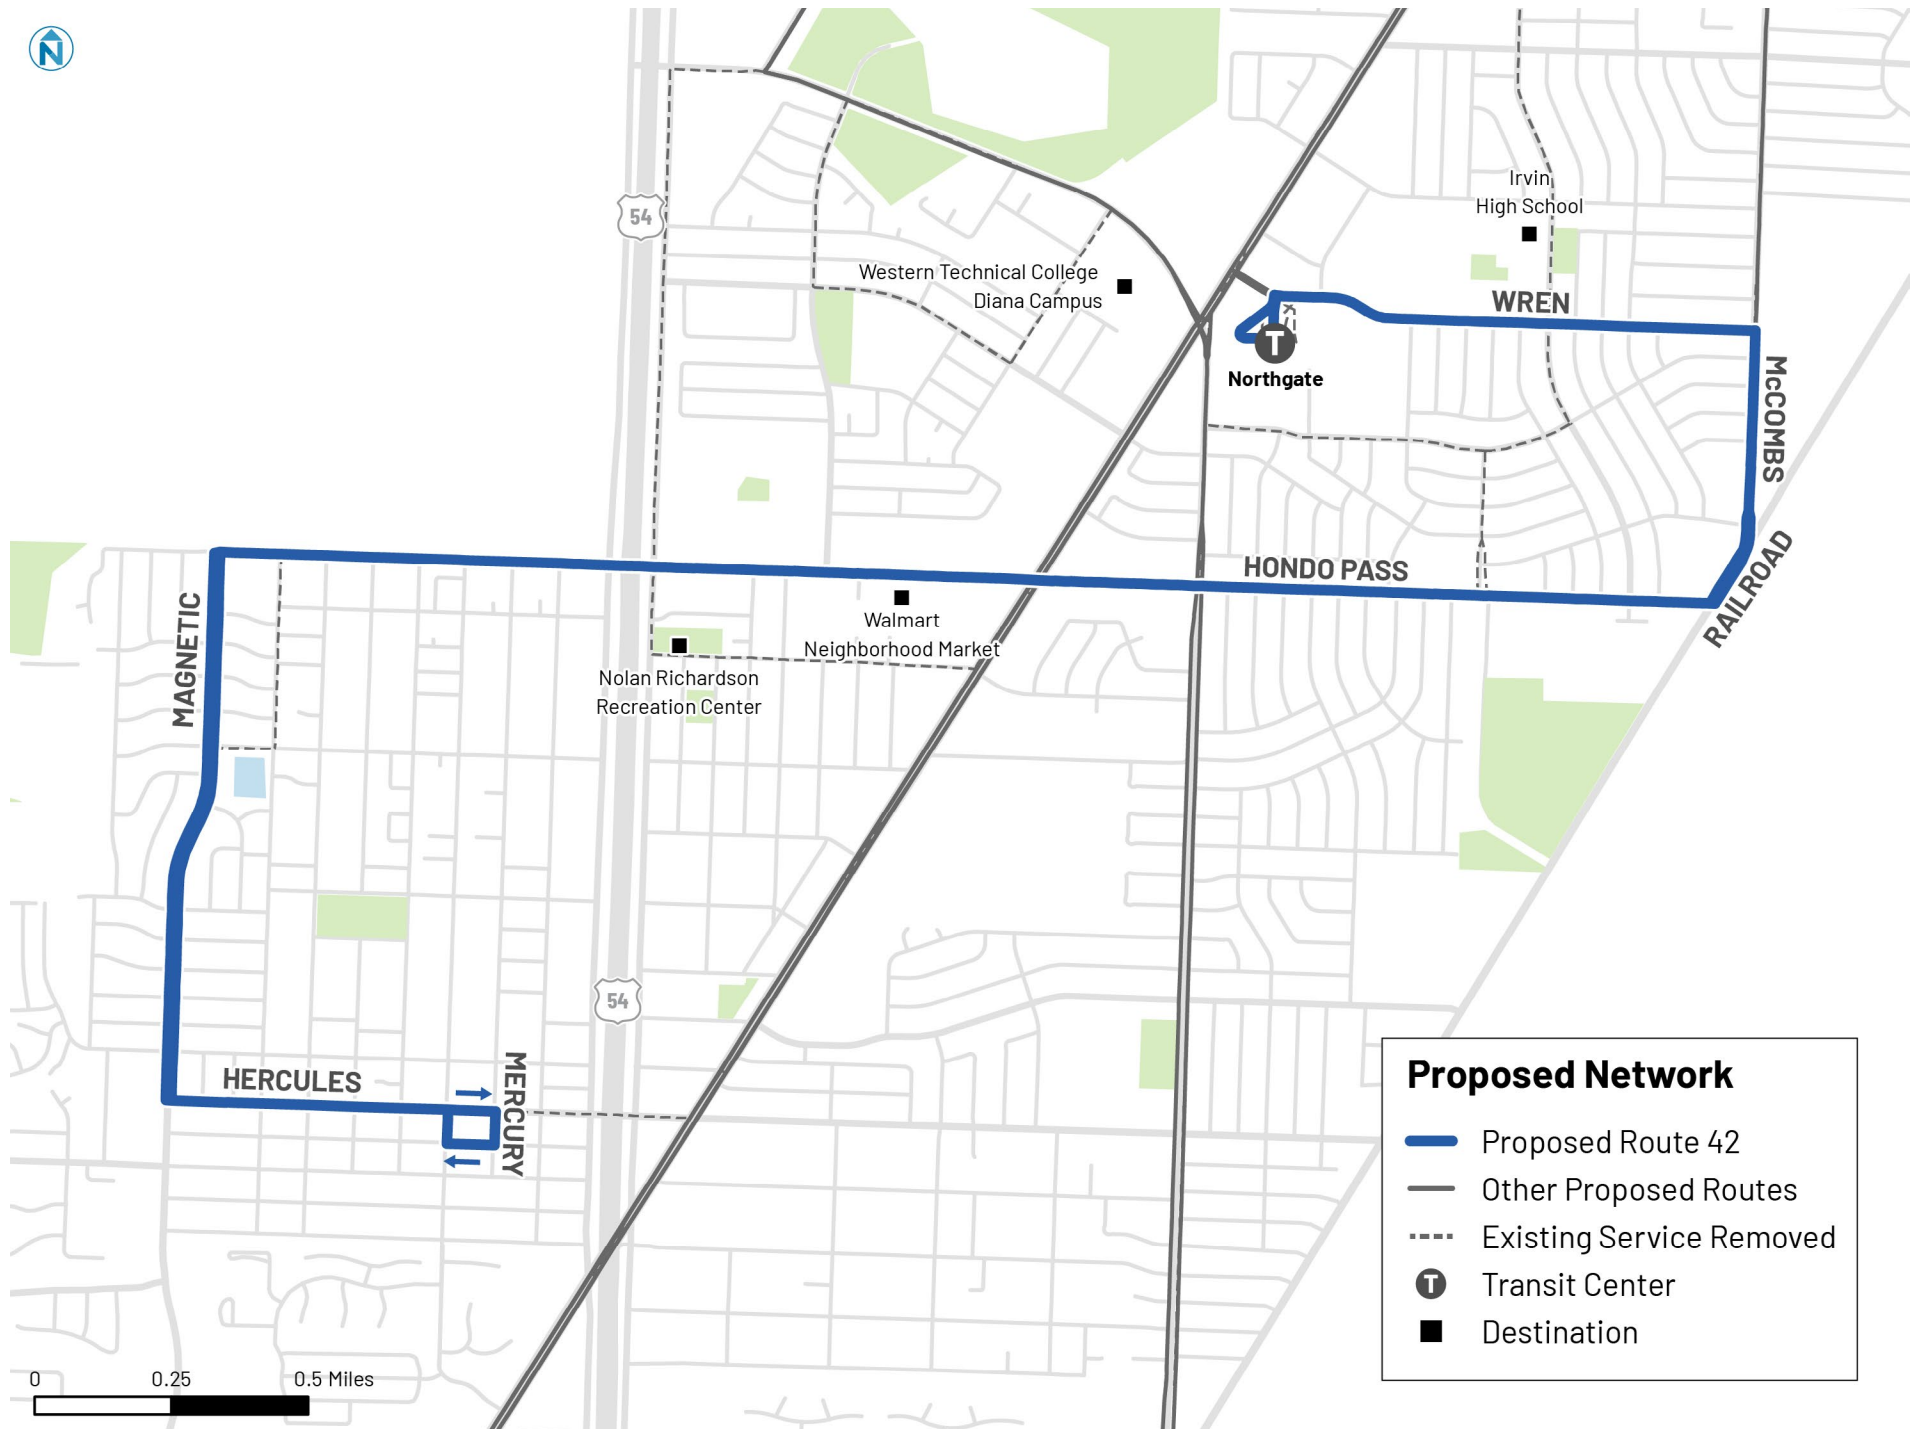 N
54
Irvin
High School
Western Technical College
Diana Campus
WREN
T
Northgate
McCOMBS
HONDO PASS
RAILROAD
MAGNETIC
Walmart
Neighborhood Market
Nolan Richardson
Recreation Center
54
HERCULES
MERCURY
Proposed Network
Proposed Route 42
Other Proposed Routes
Existing Service Removed
T
Transit Center
Destination
0 0.25 0.5 Miles